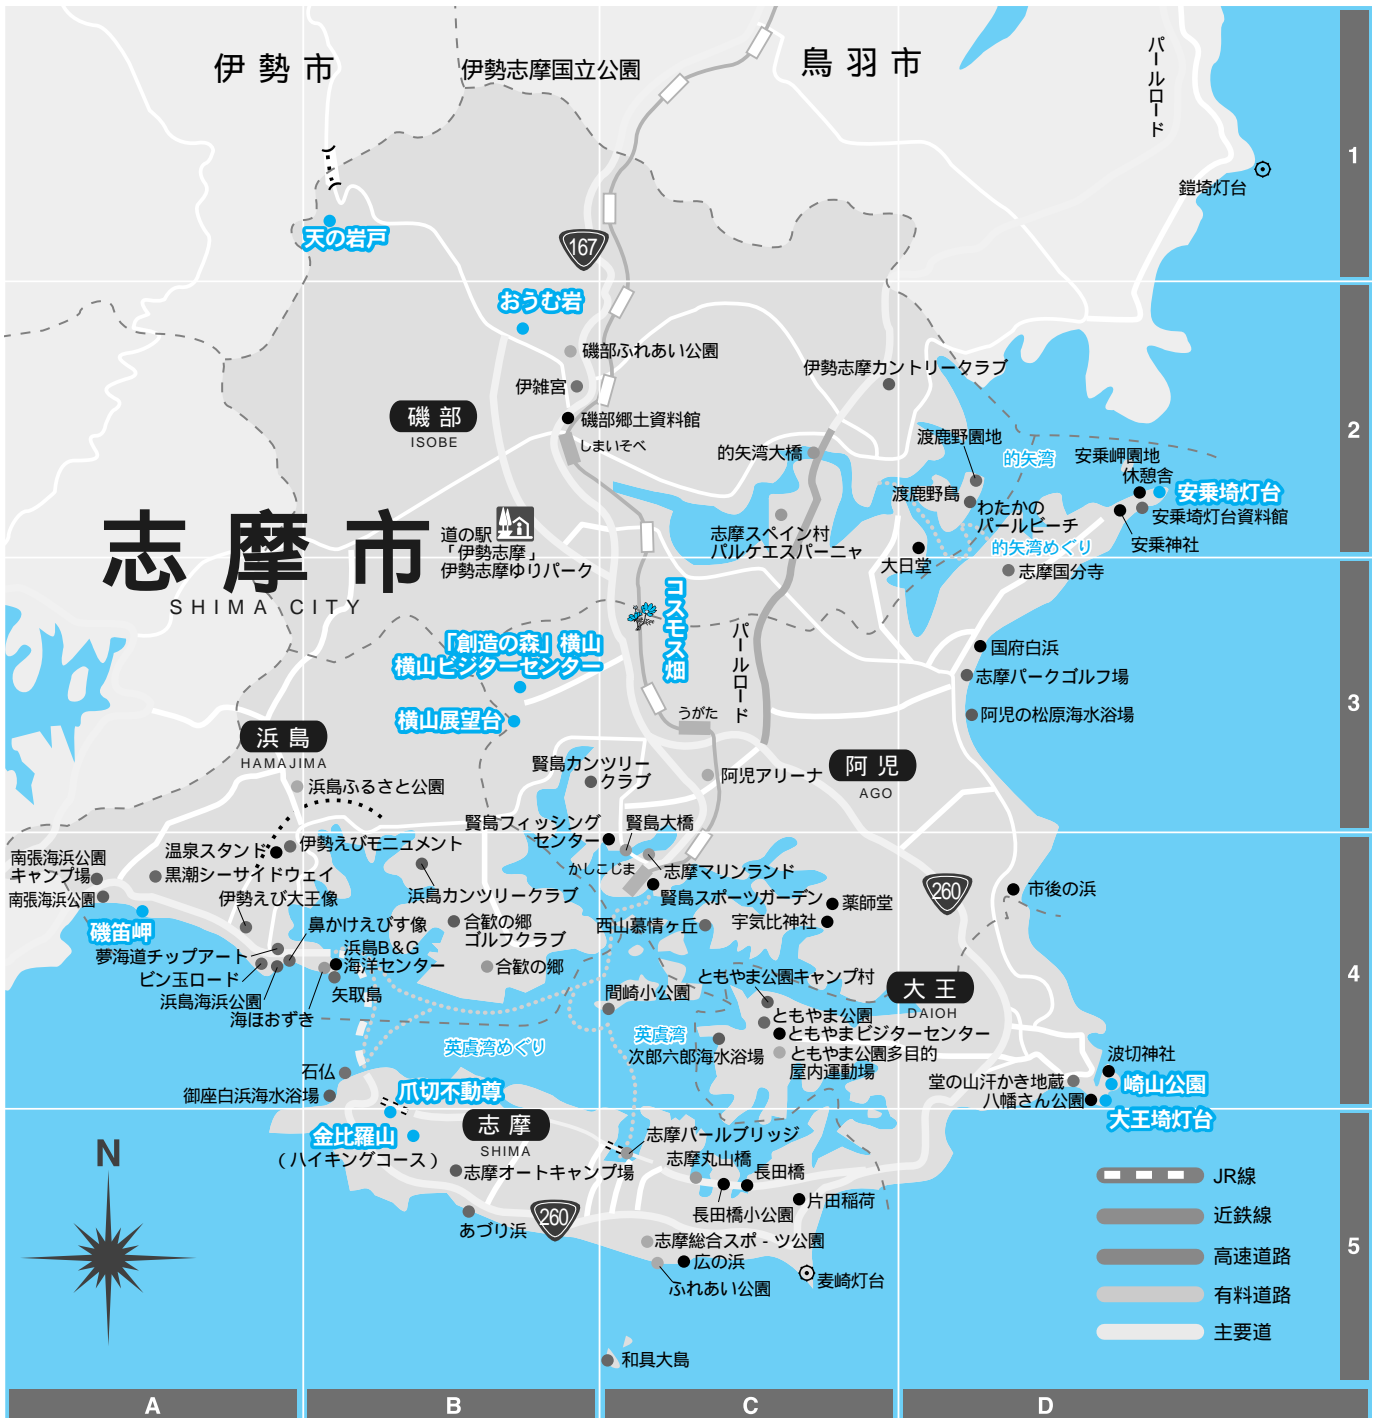 伊勢市
伊勢志摩国立公園
鳥羽市
パールロード
1
鎧埼灯台
天の岩戸
167
おうむ岩
磯部ふれあい公園
伊勢志摩カントリークラブ
伊雑宮
磯部
ISOBE
磯部郷土資料館
しまいそべ
2
渡鹿野園地
的矢湾大橋
的矢湾
安乗岬園地
休憩舎
安乗埼灯台
渡鹿野島
わたかの
パールビーチ
安乗埼灯台資料館
志摩市
SHIMA CITY
道の駅
「伊勢志摩」
伊勢志摩ゆりパーク
志摩スペイン村
パルケエスパーニャ
的矢湾めぐり
安乗神社
大日堂
志摩国分寺
コスモス畑
パールロード
「創造の森」横山
横山ビジターセンター
国府白浜
志摩パークゴルフ場
3
横山展望台
うがた
阿児の松原海水浴場
浜島
HAMAJIMA
浜島ふるさと公園
賢島カンツリー
クラブ
阿児アリーナ
阿児
AGO
賢島フィッシング
センター
賢島大橋
温泉スタンド
伊勢えびモニュメント
南張海浜公園
キャンプ場
黒潮シーサイドウェイ
かしこじま
志摩マリンランド
南張海浜公園
伊勢えび大王像
浜島カンツリークラブ
賢島スポーツガーデン
薬師堂
260
市後の浜
磯笛岬
鼻かけえびす像
合歓の郷
ゴルフクラブ
西山慕情ヶ丘
宇気比神社
夢海道チップアート
浜島B&G
海洋センター
ビン玉ロード
合歓の郷
浜島海浜公園
矢取島
海ほおずき
ともやま公園キャンプ村
間崎小公園
大王
DAIOH
4
ともやま公園
英虞湾
ともやまビジターセンター
英虞湾めぐり
次郎六郎海水浴場
ともやま公園多目的
屋内運動場
波切神社
石仏
堂の山汗かき地蔵
崎山公園
御座白浜海水浴場
爪切不動尊
八幡さん公園
大王埼灯台
金比羅山
(ハイキングコース)
志摩
SHIMA
志摩パールブリッジ
志摩丸山橋
長田橋
N
志摩オートキャンプ場
長田橋小公園
片田稲荷
JR線
あづり浜
260
近鉄線
志摩総合スポ-ツ公園
広の浜
5
高速道路
ふれあい公園
麦崎灯台
有料道路
主要道
和具大島
A
B
C
D